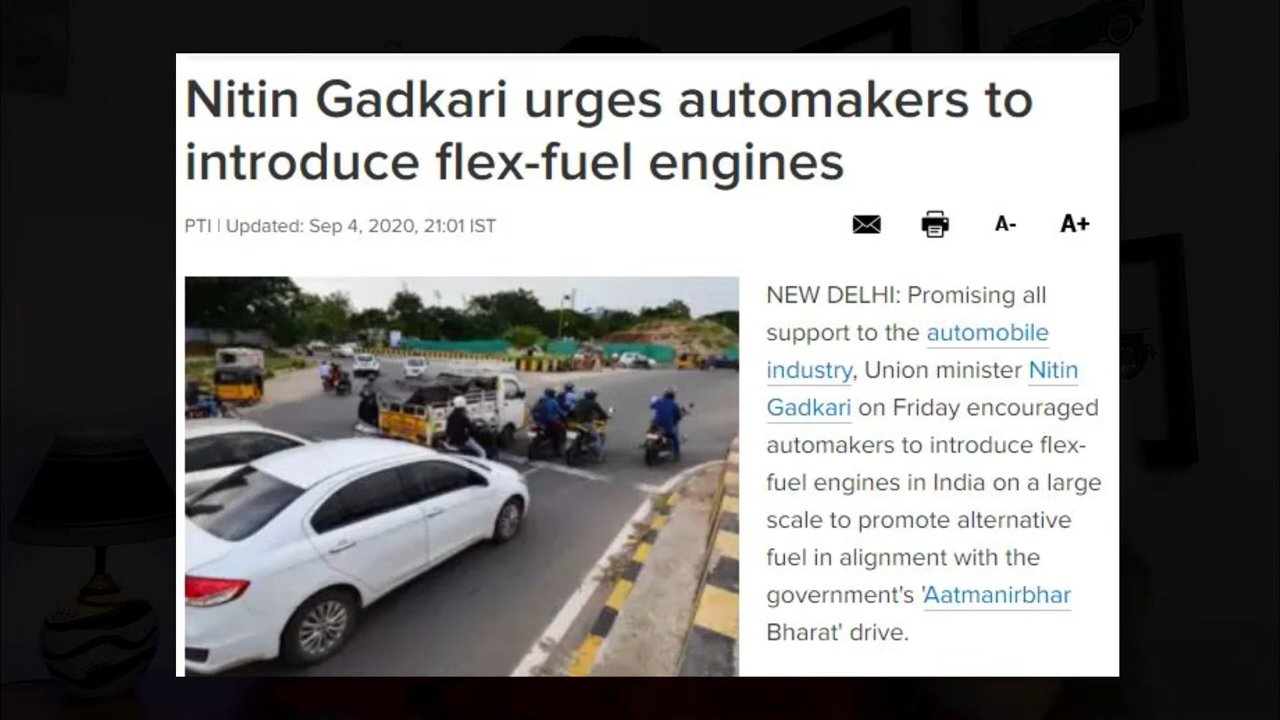 Nitin Gadkari urges automakers to
introduce flex-fuel engines
PTI | Updated: Sep 4, 2020, 21:01 IST
A- A+
NEW DELHI: Promising all
support to the automobile
industry, Union minister Nitin
Gadkari on Friday encouraged
automakers to introduce flex-
fuel engines in India on a large
scale to promote alternative
fuel in alignment with the
government's 'Aatmanirbhar
Bharat' drive.